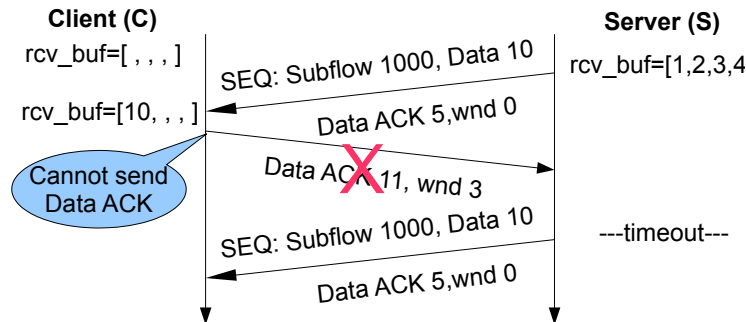 Client (C)
Server (S)
rcv_buf=[ , , , ]
rcv_buf=[1,2,3,4
SEQ: Subflow 1000, Data 10
rcv_buf=[10, , , ]
Data ACK 5,wnd 0
Cannot send
Data ACK
Data ACK 11, wnd 3
X
SEQ: Subflow 1000, Data 10
---timeout---
Data ACK 5,wnd 0